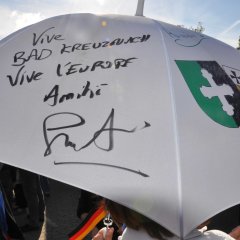 Vive
BAD KREUZNACH
Vive L'EUROPE
Amitié